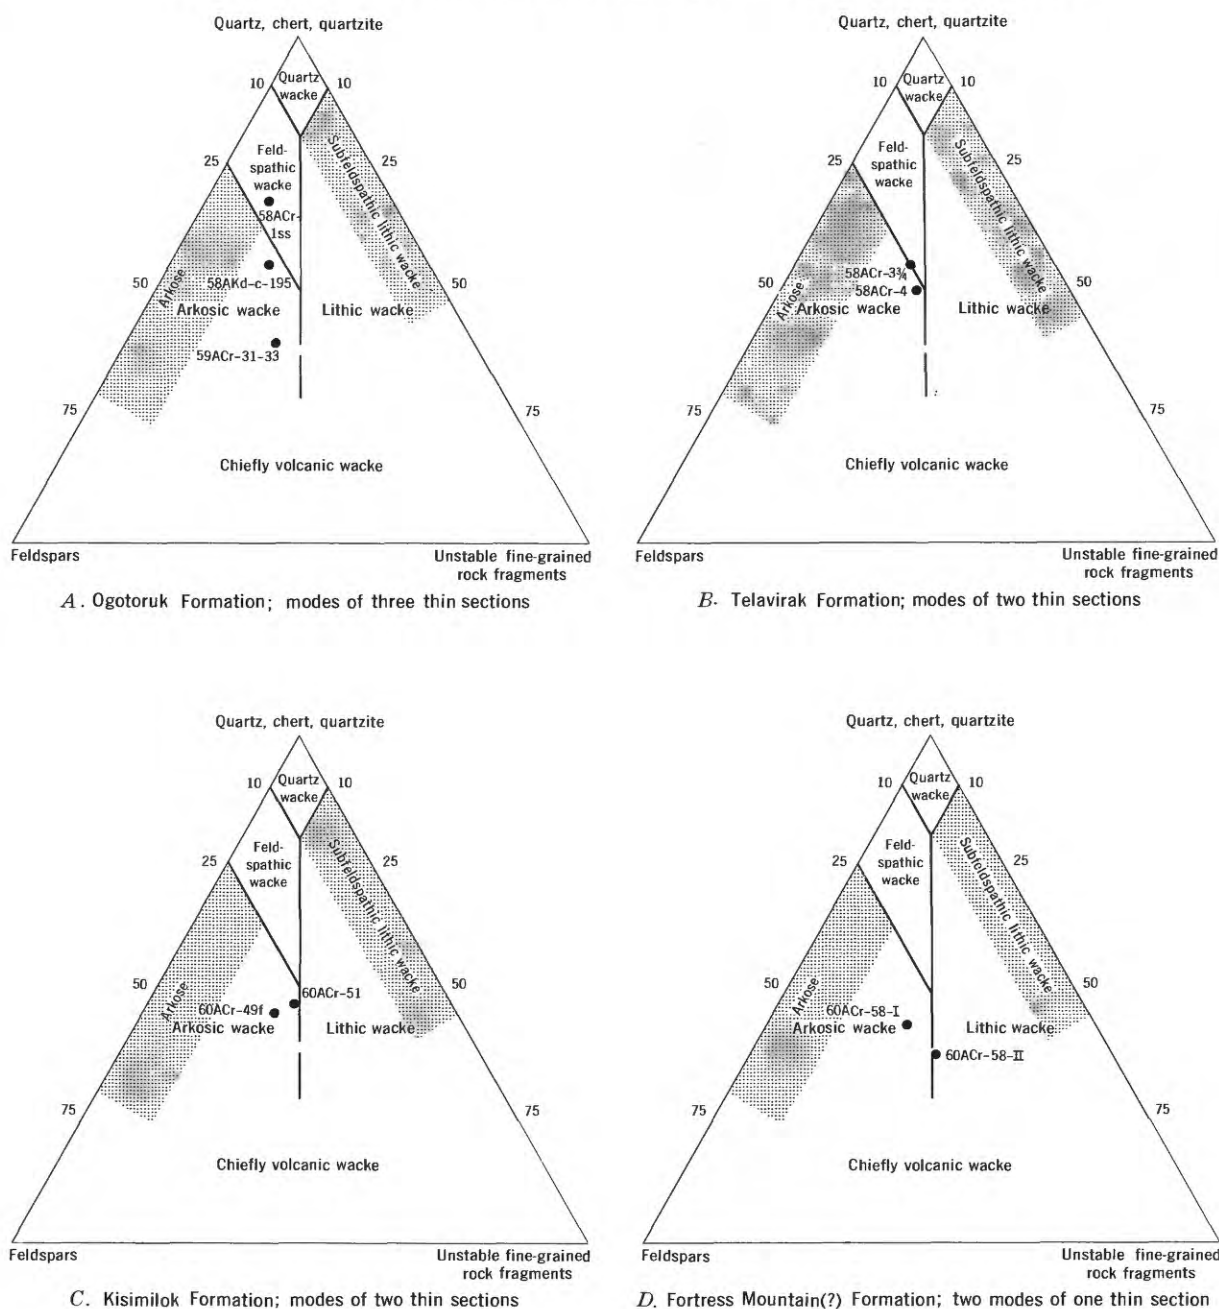 Quartz, chert, quartzite
10
Quartz
wacke
10
25
Feld-
spathic
wacke
Subfeldspathic lithic wacke
25
58ACr-
1ss
50
Arkose
58AKd-c-195
50
Arkosic wacke
Lithic wacke
59ACr-31-33
75
75
Chiefly volcanic wacke
Feldspars
Unstable fine-grained
rock fragments
A. Ogotoruk Formation; modes of three thin sections
Quartz, chert, quartzite
10
Quartz
wacke
10
25
Feld-
spathic
wacke
Subfeldspathic lithic wacke
25
50
Arkose
58ACr-3¾
58ACr-4
50
Arkosic wacke
Lithic wacke
75
75
Chiefly volcanic wacke
Feldspars
Unstable fine-grained
rock fragments
B. Telavirak Formation; modes of two thin sections
Quartz, chert, quartzite
10
Quartz
wacke
10
25
Feld-
spathic
wacke
Subfeldspathic lithic wacke
25
50
Arkose
60ACr-51
50
60ACr-49f
Arkosic wacke
Lithic wacke
75
75
Chiefly volcanic wacke
Feldspars
Unstable fine-grained
rock fragments
C. Kisimilok Formation; modes of two thin sections
Quartz, chert, quartzite
10
Quartz
wacke
10
25
Feld-
spathic
wacke
Subfeldspathic lithic wacke
25
50
Arkose
50
60ACr-58-I
Arkosic wacke
Lithic wacke
60ACr-58-II
75
75
Chiefly volcanic wacke
Feldspars
Unstable fine-grained
rock fragments
D. Fortress Mountain(?) Formation; two modes of one thin section